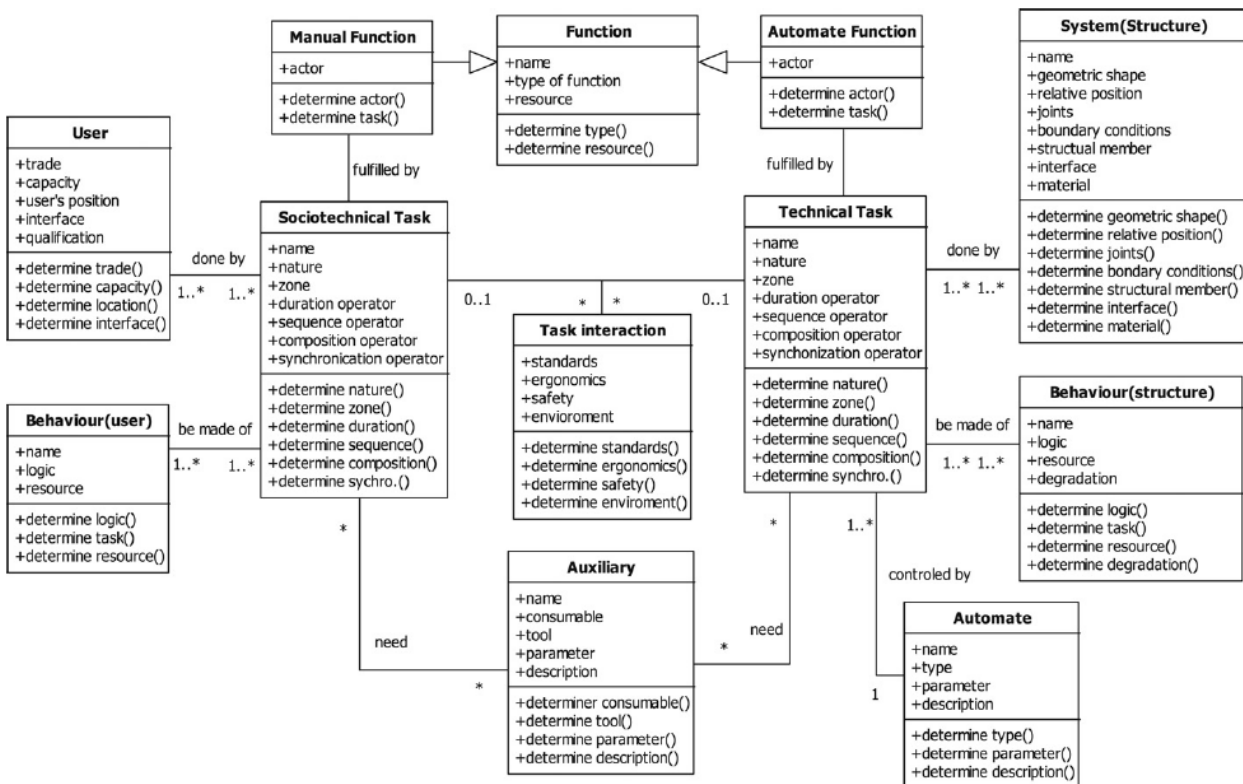 Manual Function
+actor
+determine actor()
+determine task()
Function
+name
+type of function
+resource
+determine type()
+determine resource()
Automate Function
+actor
+determine actor()
+determine task()
System(Structure)
+name
+geometric shape
+relative position
+joints
+boundary conditions
+structual member
+interface
+material
+determine geometric shape()
+determine relative position()
+determine joints()
+determine bondary conditions()
+determine structural member()
+determine interface()
+determine material()
User
+trade
+capacity
+user's position
+interface
+qualification
+determine trade()
+determine capacity()
+determine location()
+determine interface()
fulfilled by
fulfilled by
Sociotechnical Task
+name
+nature
+zone
+duration operator
+sequence operator
+composition operator
+synchronication operator
+determine nature()
+determine zone()
+determine duration()
+determine sequence()
+determine composition()
+determine sychro.()
Technical Task
+name
+nature
+zone
+duration operator
+sequence operator
+composition operator
+synchonization operator
+determine nature()
+determine zone()
+determine duration()
+determine sequence()
+determine composition()
+determine synchro.()
done by
1..* 1..*
done by
1..* 1..*
0..1
* *
0..1
Task interaction
+standards
+ergonomics
+safety
+enviroment
+determine standards()
+determine ergonomics()
+determine safety()
+determine enviroment()
Behaviour(user)
+name
+logic
+resource
+determine logic()
+determine task()
+determine resource()
be made of
1..* 1..*
be made of
1..* 1..*
Behaviour(structure)
+name
+logic
+resource
+degradation
+determine logic()
+determine task()
+determine resource()
+determine degradation()
*
need
*
*
need
*
1..*
controled by
1
Auxiliary
+name
+consumable
+tool
+parameter
+description
+determiner consumable()
+determine tool()
+determine parameter()
+determine description()
Automate
+name
+type
+parameter
+description
+determine type()
+determine parameter()
+determine description()